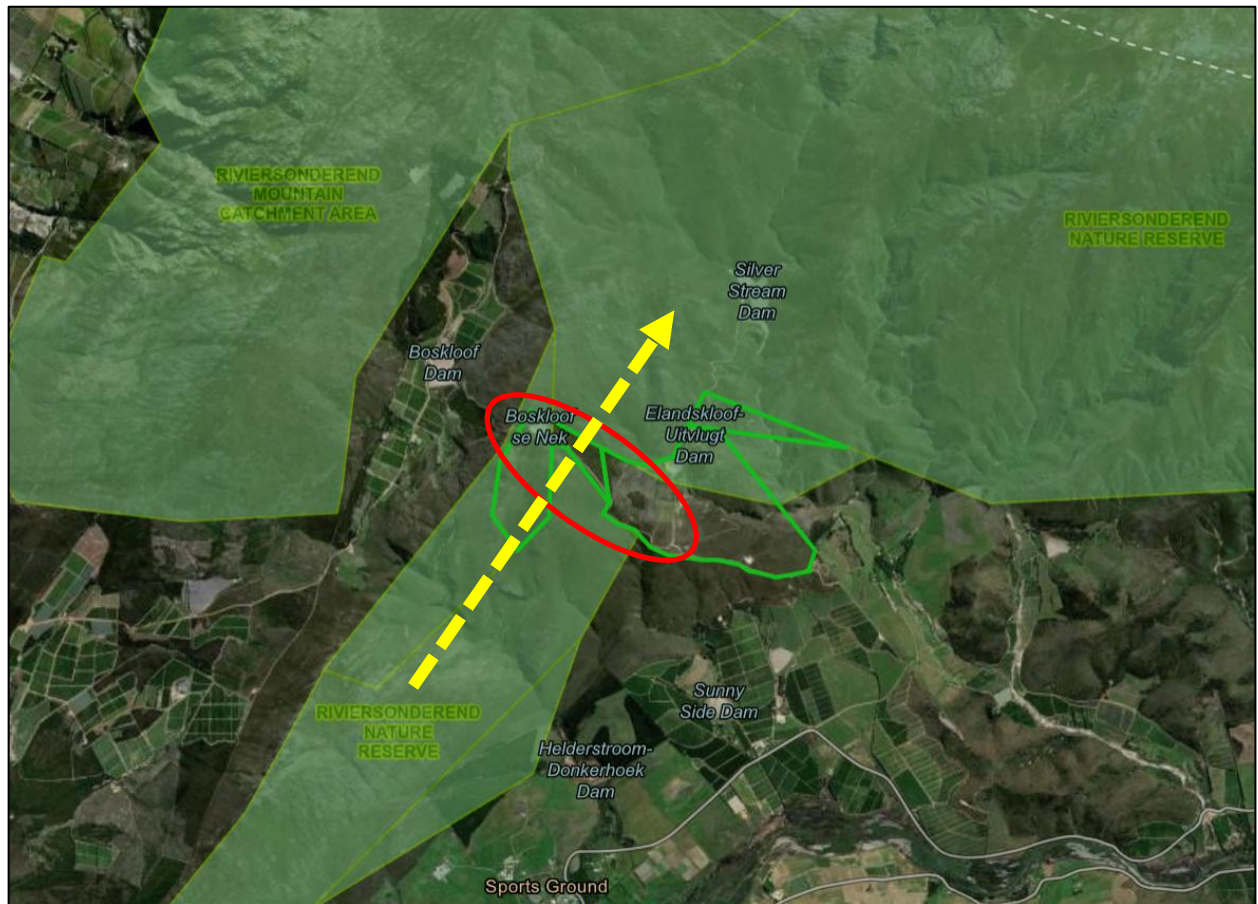 RIVIERSONDEREND
MOUNTAIN
CATCHMENT AREA
RIVIERSONDEREND
NATURE RESERVE
Silver
Stream
Dam
Boskloof
Dam
Boskloof
se Nek
Elandskloof-
Uitvlugt
Dam
Sunny
Side Dam
RIVIERSONDEREND
NATURE
RESERVE
Helderstroom-
Donkerhoek
Dam
Sports Ground